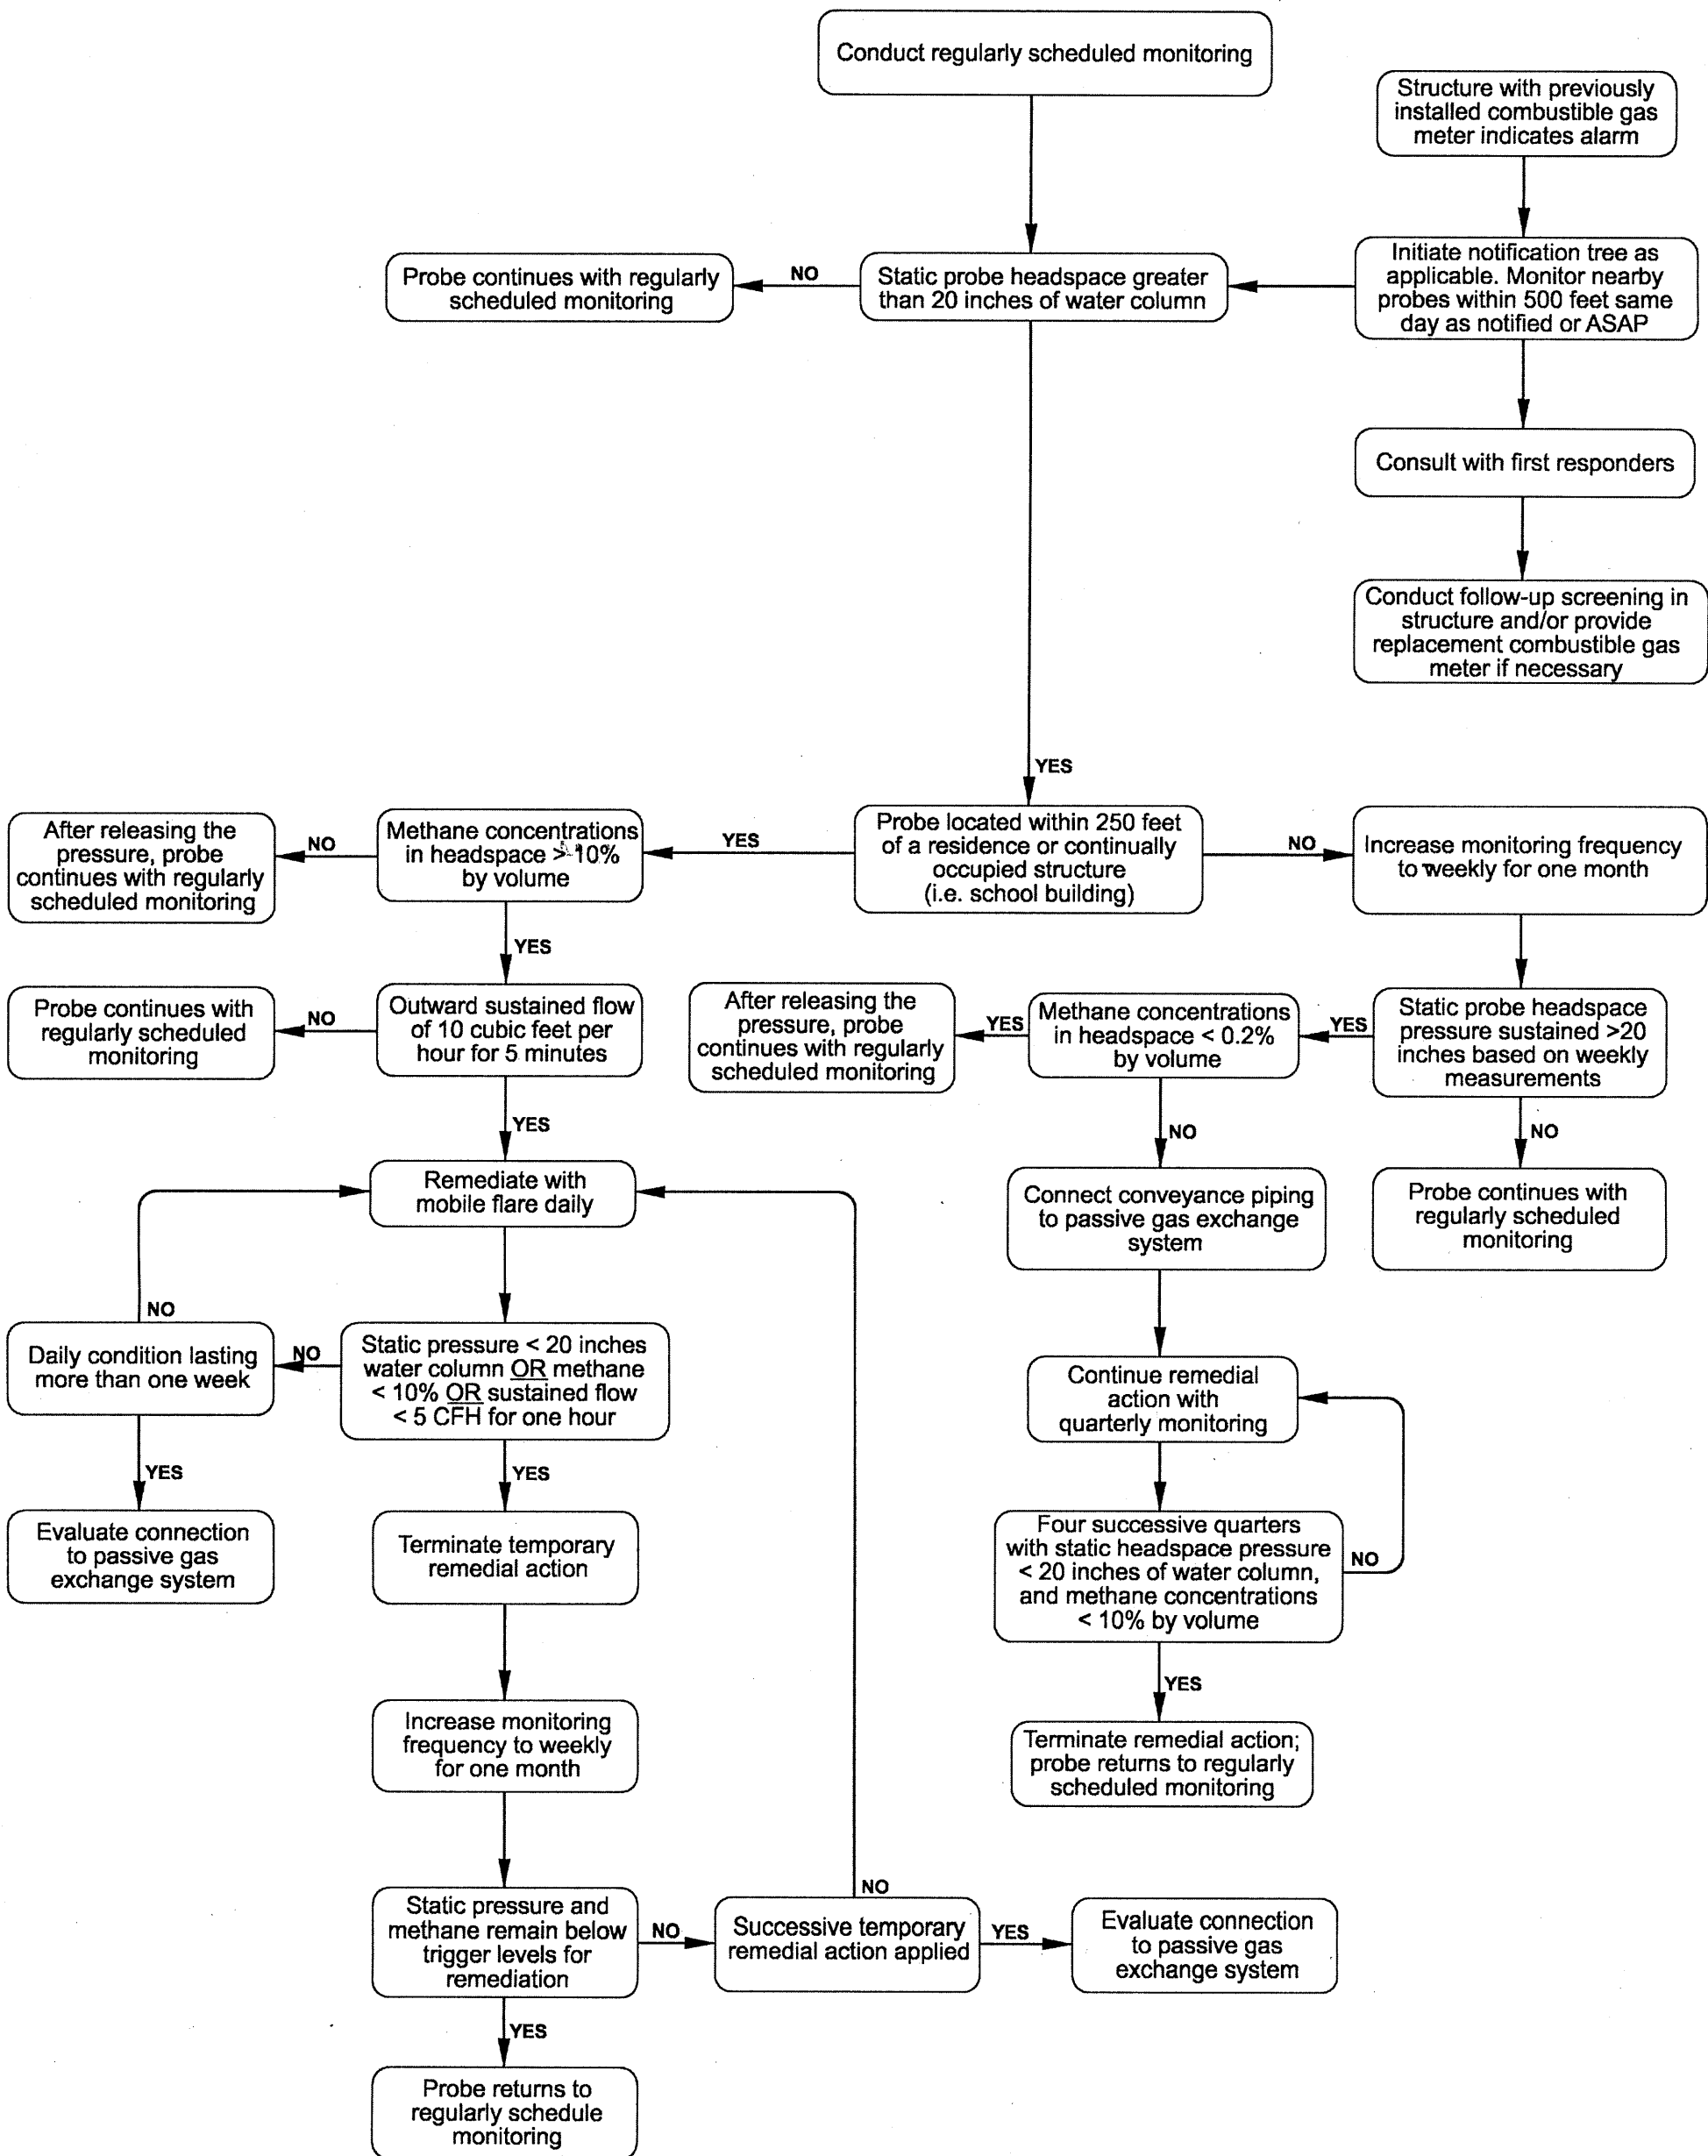 Conduct regularly scheduled monitoring
Structure with previously
installed combustible gas
meter indicates alarm
Probe continues with regularly
scheduled monitoring
NO
Static probe headspace greater
than 20 inches of water column
Initiate notification tree as
applicable. Monitor nearby
probes within 500 feet same
day as notified or ASAP
Consult with first responders
Conduct follow-up screening in
structure and/or provide
replacement combustible gas
meter if necessary
YES
After releasing the
pressure, probe
continues with regularly
scheduled monitoring
NO
Methane concentrations
in headspace > 10%
by volume
YES
Probe located within 250 feet
of a residence or continually
occupied structure
(i.e. school building)
NO
Increase monitoring frequency
to weekly for one month
YES
Probe continues with
regularly scheduled
monitoring
NO
Outward sustained flow
of 10 cubic feet per
hour for 5 minutes
After releasing the
pressure, probe
continues with regularly
scheduled monitoring
YES
Methane concentrations
in headspace < 0.2%
by volume
YES
Static probe headspace
pressure sustained >20
inches based on weekly
measurements
YES
NO
NO
Remediate with
mobile flare daily
Connect conveyance piping
to passive gas exchange
system
Probe continues with
regularly scheduled
monitoring
NO
Daily condition lasting
more than one week
NO
Static pressure < 20 inches
water column OR methane
< 10% OR sustained flow
< 5 CFH for one hour
Continue remedial
action with
quarterly monitoring
YES
YES
Evaluate connection
to passive gas
exchange system
Terminate temporary
remedial action
Four successive quarters
with static headspace pressure
< 20 inches of water column,
and methane concentrations
< 10% by volume
NO
YES
Increase monitoring
frequency to weekly
for one month
Terminate remedial action;
probe returns to regularly
scheduled monitoring
Static pressure and
methane remain below
trigger levels for
remediation
NO
NO
Successive temporary
remedial action applied
YES
Evaluate connection
to passive gas
exchange system
YES
Probe returns to
regularly schedule
monitoring